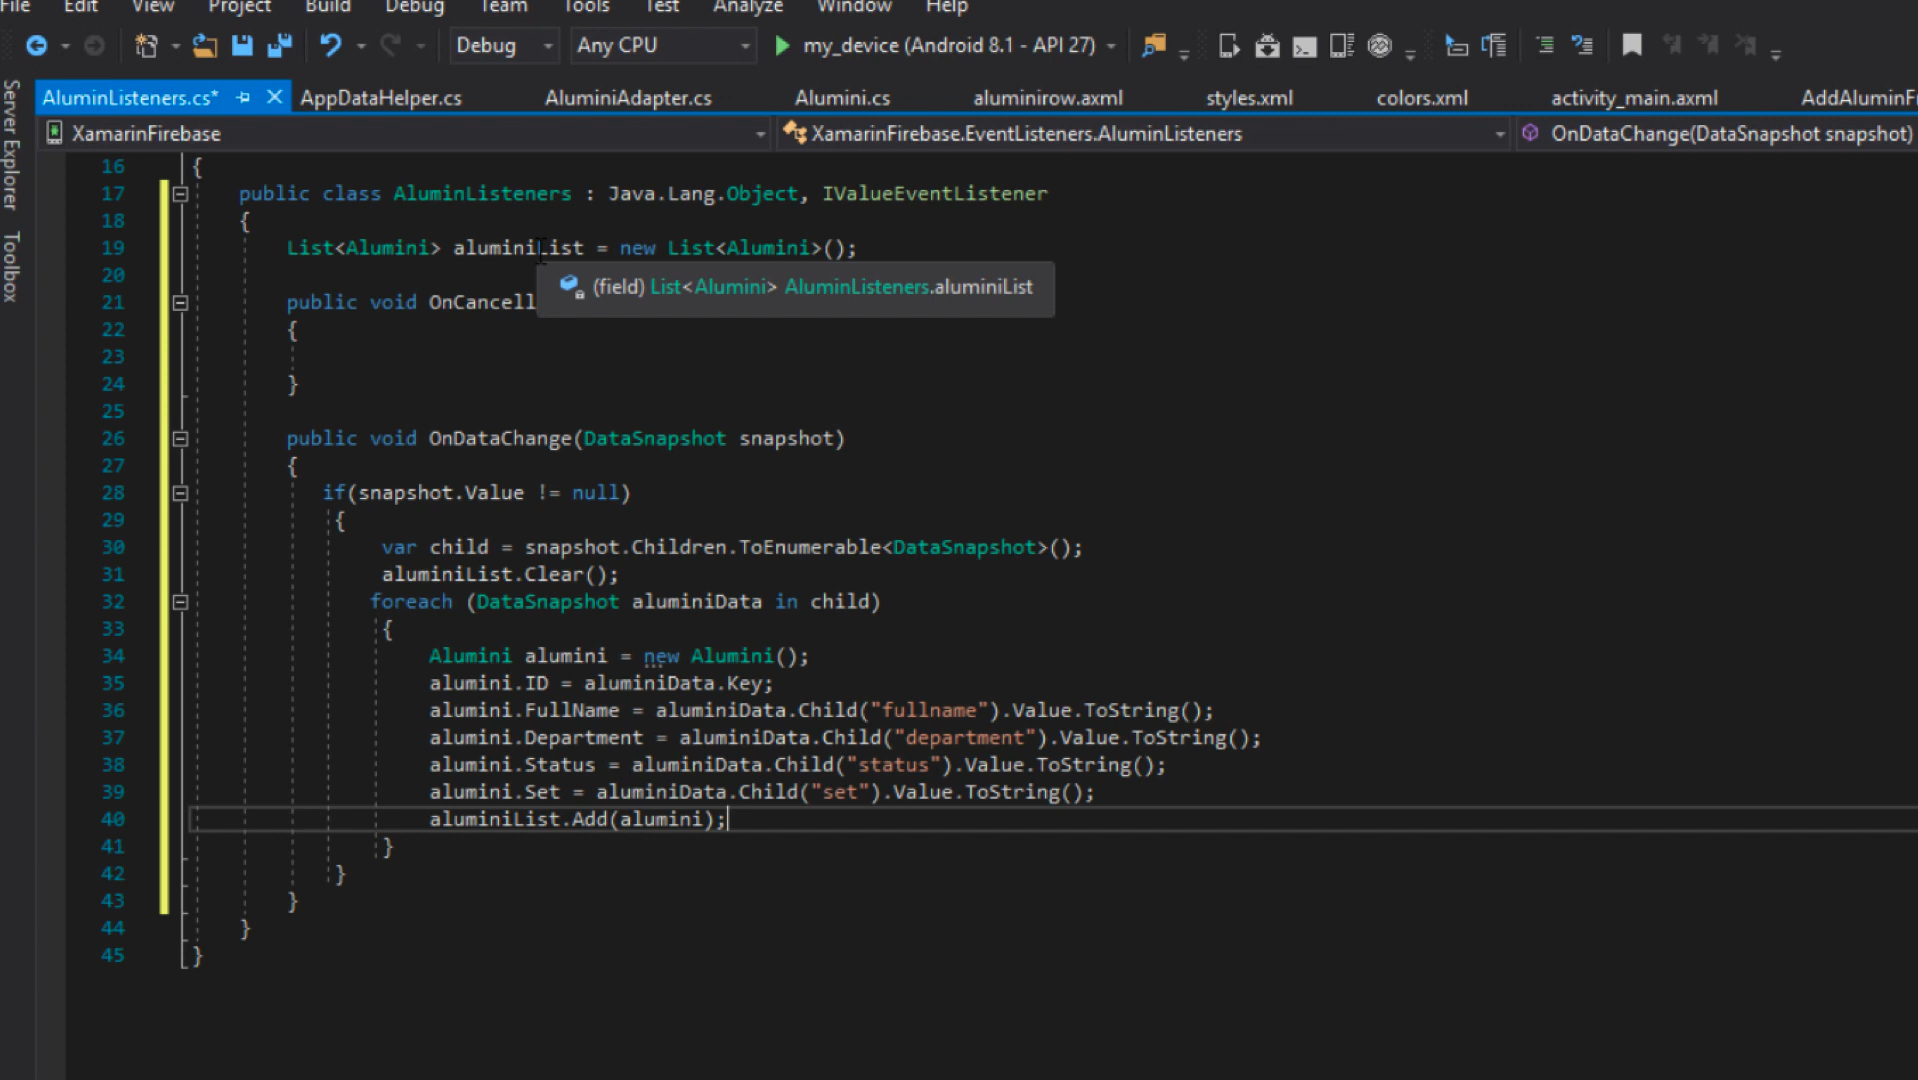 File Edit View Project Build Debug Team Tools Test Analyze Window Help
Debug Any CPU my_device (Android 8.1 - API 27)
Server Explorer
Toolbox
AluminListeners.cs* AppDataHelper.cs AluminiAdapter.cs Alumini.cs aluminirow.axml styles.xml colors.xml activity_main.axml AddAluminFr
XamarinFirebase XamarinFirebase.EventListeners.AluminListeners OnDataChange(DataSnapshot snapshot)
16 {
17 public class AluminListeners : Java.Lang.Object, IValueEventListener
18 {
19 List<Alumini> aluminiList = new List<Alumini>();
20 (field) List<Alumini> AluminListeners.aluminiList
21 public void OnCancell
22 {
23
24 }
25
26 public void OnDataChange(DataSnapshot snapshot)
27 {
28 if(snapshot.Value != null)
29 {
30 var child = snapshot.Children.ToEnumerable<DataSnapshot>();
31 aluminiList.Clear();
32 foreach (DataSnapshot aluminiData in child)
33 {
34 Alumini alumini = new Alumini();
35 alumini.ID = aluminiData.Key;
36 alumini.FullName = aluminiData.Child("fullname").Value.ToString();
37 alumini.Department = aluminiData.Child("department").Value.ToString();
38 alumini.Status = aluminiData.Child("status").Value.ToString();
39 alumini.Set = aluminiData.Child("set").Value.ToString();
40 aluminiList.Add(alumini);
41 }
42 }
43 }
44 }
45 }